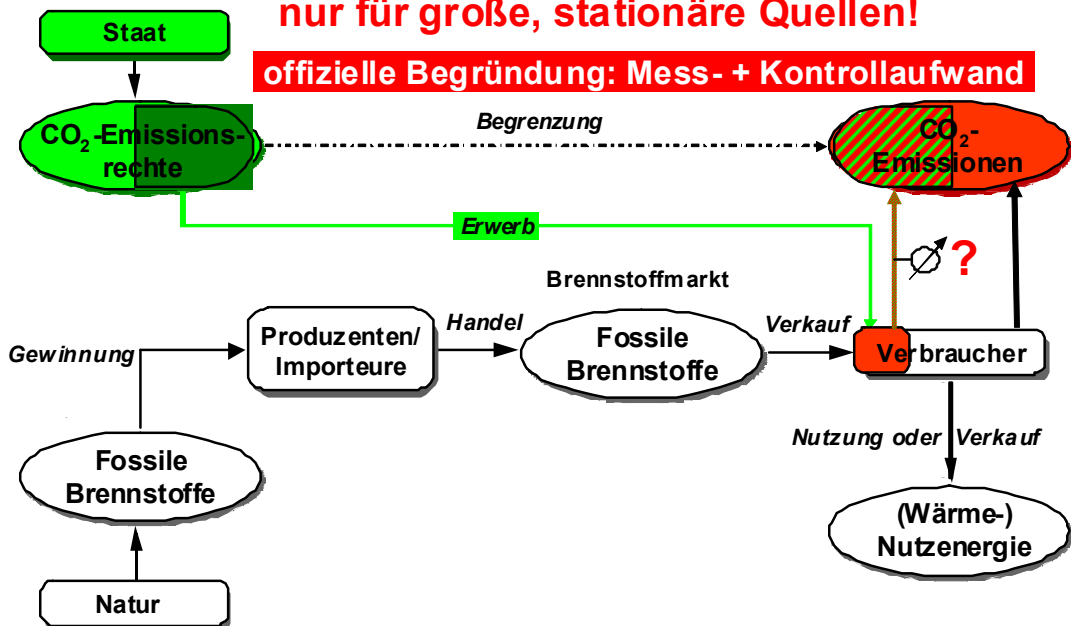 nur für große, stationäre Quellen!
Staat
offizielle Begründung: Mess- + Kontrollaufwand
CO₂-Emissions-
rechte
Begrenzung
CO₂-
Emissionen
Erwerb
?
Brennstoffmarkt
Gewinnung
Produzenten/
Importeure
Handel
Fossile
Brennstoffe
Verkauf
Verbraucher
Nutzung oder Verkauf
Fossile
Brennstoffe
(Wärme-)
Nutzenergie
Natur